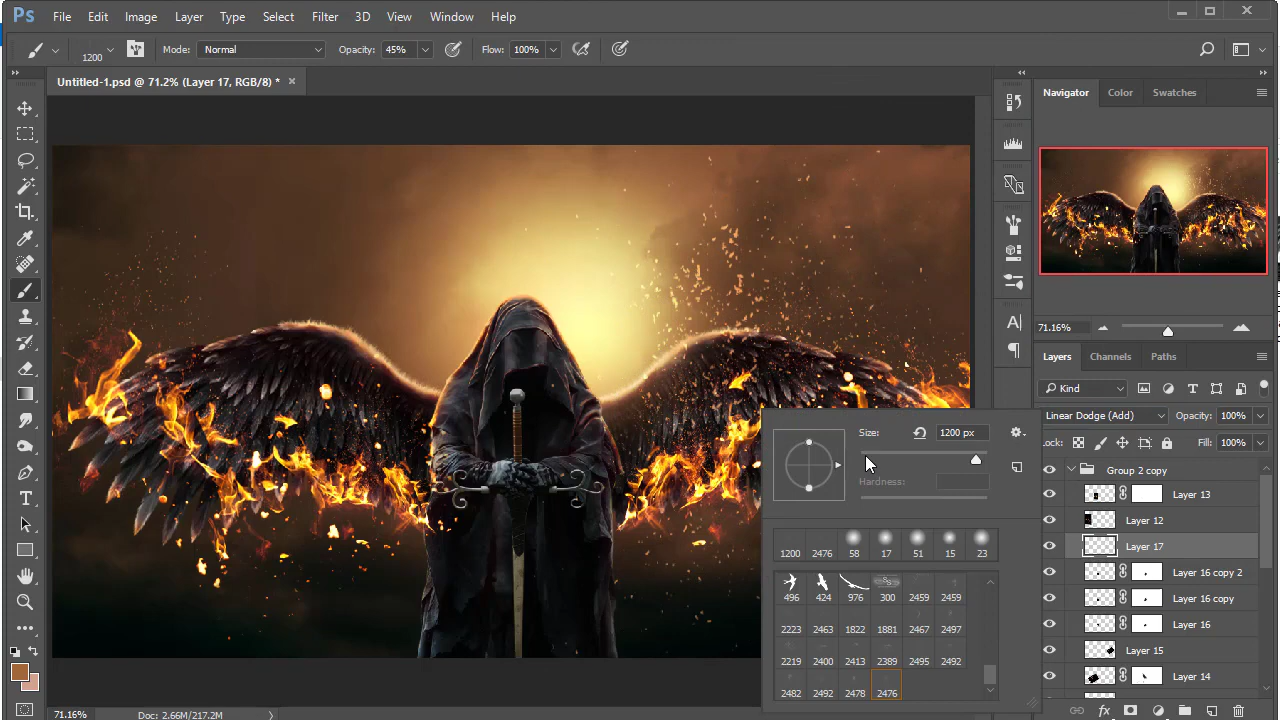 Ps File Edit Image Layer Type Select Filter 3D View Window Help
1200 Mode: Normal Opacity: 45% Flow: 100%
Untitled-1.psd @ 71.2% (Layer 17, RGB/8) * ×
Navigator Color Swatches
71.16%
Layers Channels Paths
Kind
Linear Dodge (Add) Opacity: 100%
Lock: Fill: 100%
Group 2 copy
Layer 13
Layer 12
Layer 17
Layer 16 copy 2
Layer 16 copy
Layer 16
Layer 15
Layer 14
Size: 1200 px
Hardness:
1200 2476 58 17 51 15 23
496 424 976 300 2459 2459
2223 2463 1822 1881 2467 2497
2219 2400 2413 2389 2495 2492
2482 2492 2478 2476
71.16% Doc: 2.66M/217.2M